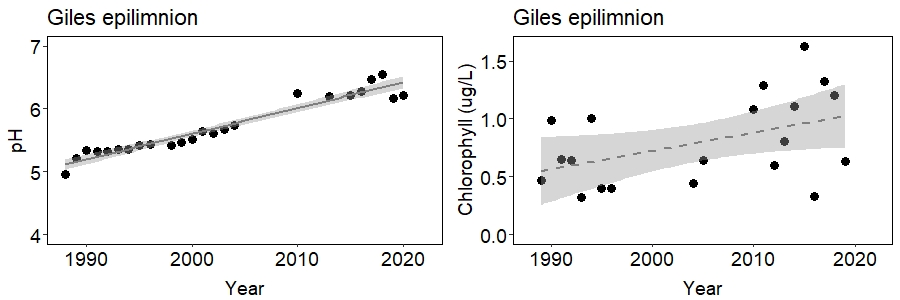 Giles epilimnion
7
6
5
4
pH
1990
2000
2010
2020
Year
Giles epilimnion
1.5
1.0
0.5
0.0
Chlorophyll (ug/L)
1990
2000
2010
2020
Year